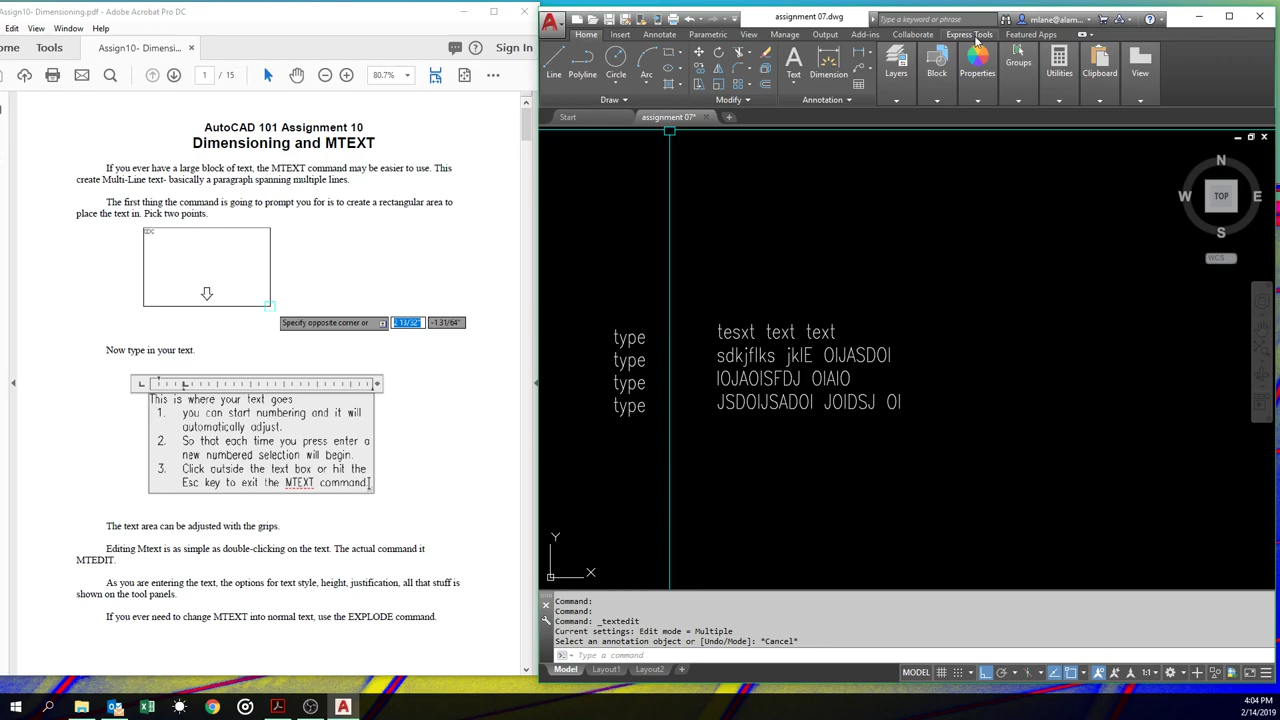 Assign10- Dimensioning.pdf - Adobe Acrobat Pro DC
Edit View Window Help
Tools
Assign10- Dimensi... ×
Sign In
1 / 15
80.7%
AutoCAD 101 Assignment 10
Dimensioning and MTEXT
If you ever have a large block of text, the MTEXT command may be easier to use. This
create Multi-Line text- basically a paragraph spanning multiple lines.
The first thing the command is going to prompt you for is to create a rectangular area to
place the text in. Pick two points.
Specify opposite corner or 2 13/32" -1 31/64"
Now type in your text.
This is where your text goes
1. you can start numbering and it will
automatically adjust.
2. So that each time you press enter a
new numbered selection will begin.
3. Click outside the text box or hit the
Esc key to exit the MTEXT command.
The text area can be adjusted with the grips.
Editing Mtext is as simple as double-clicking on the text. The actual command it
MTEDIT.
As you are entering the text, the options for text style, height, justification, all that stuff is
shown on the tool panels.
If you ever need to change MTEXT into normal text, use the EXPLODE command.
assignment 07.dwg
Type a keyword or phrase
mlane@alam...
Home Insert Annotate Parametric View Manage Output Add-ins Collaborate Express Tools Featured Apps
Line Polyline Circle Arc
Text Dimension
Layers Block Properties Groups Utilities Clipboard View
Draw Modify Annotation
Start assignment 07* ×
N
W TOP E
S
WCS
type
type
type
type
tesxt text text
sdkjflks jklE OIJASDOI
IOJAOISFDJ OIAIO
JSDOIJSADOI JOIDSJ OI
Y
X
Command:
Command:
Command: _textedit
Current settings: Edit mode = Multiple
Select an annotation object or [Undo/Mode]: *Cancel*
Type a command
Model Layout1 Layout2 +
MODEL
1:1
4:04 PM
2/14/2019